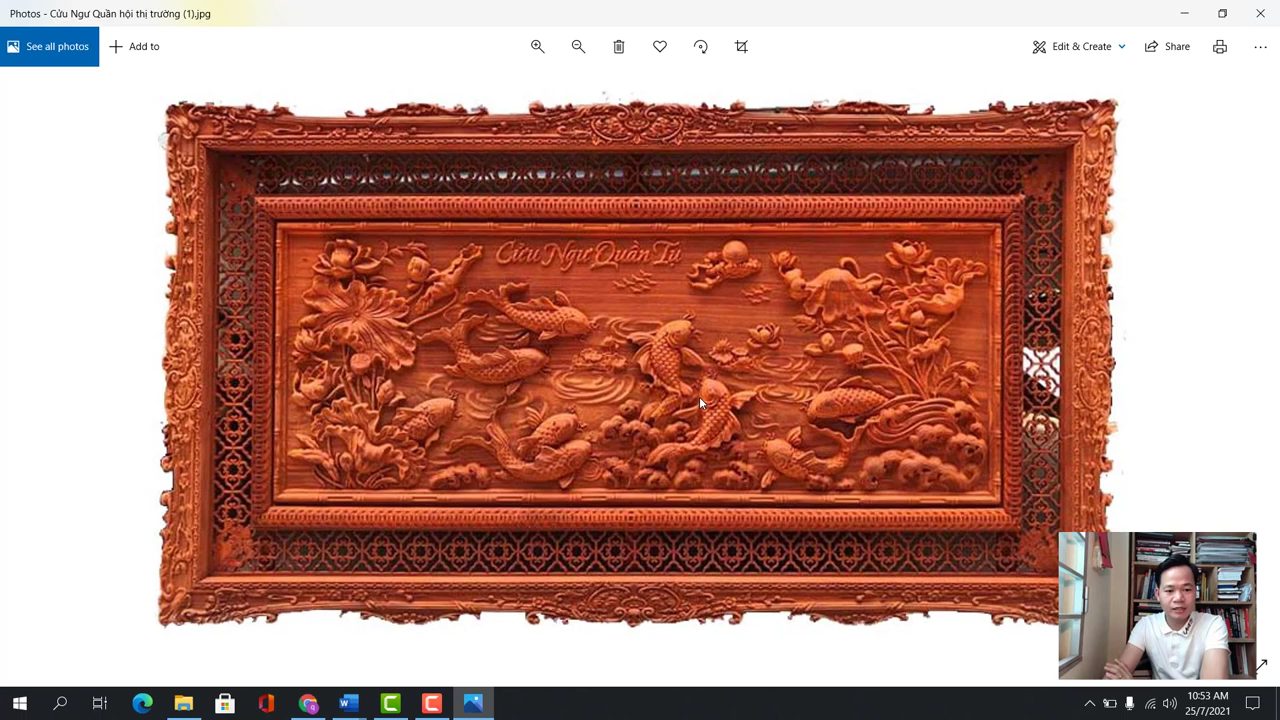 Photos - Cửu Ngư Quần hội thị trường (1).jpg
See all photos
Add to
Edit & Create
Share
Cửu Ngư Quần Tụ
10:53 AM
25/7/2021